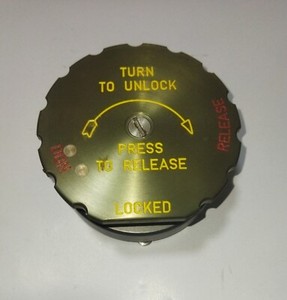 TURN
TO UNLOCK
RELEASE
PRESS
TO RELEASE
LOCKED